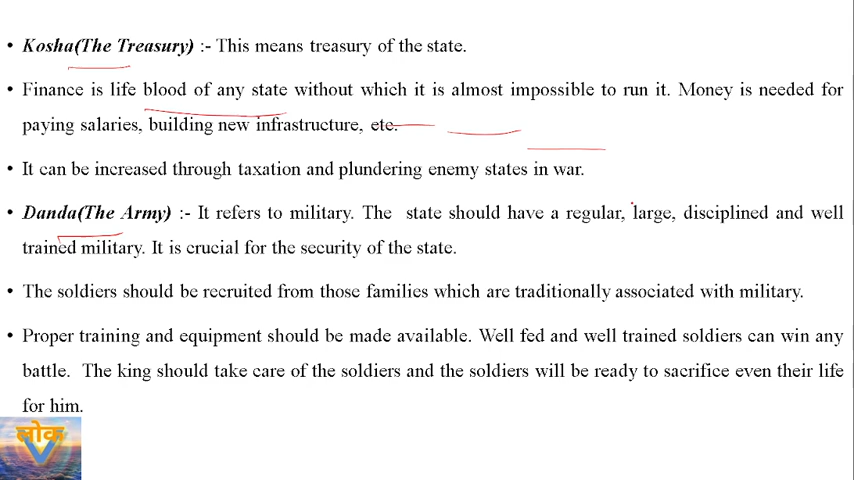 • Kosha(The Treasury) :- This means treasury of the state.
• Finance is life blood of any state without which it is almost impossible to run it. Money is needed for
paying salaries, building new infrastructure, etc.
• It can be increased through taxation and plundering enemy states in war.
• Danda(The Army) :- It refers to military. The state should have a regular, large, disciplined and well
trained military. It is crucial for the security of the state.
• The soldiers should be recruited from those families which are traditionally associated with military.
• Proper training and equipment should be made available. Well fed and well trained soldiers can win any
battle. The king should take care of the soldiers and the soldiers will be ready to sacrifice even their life
for him.
लोक